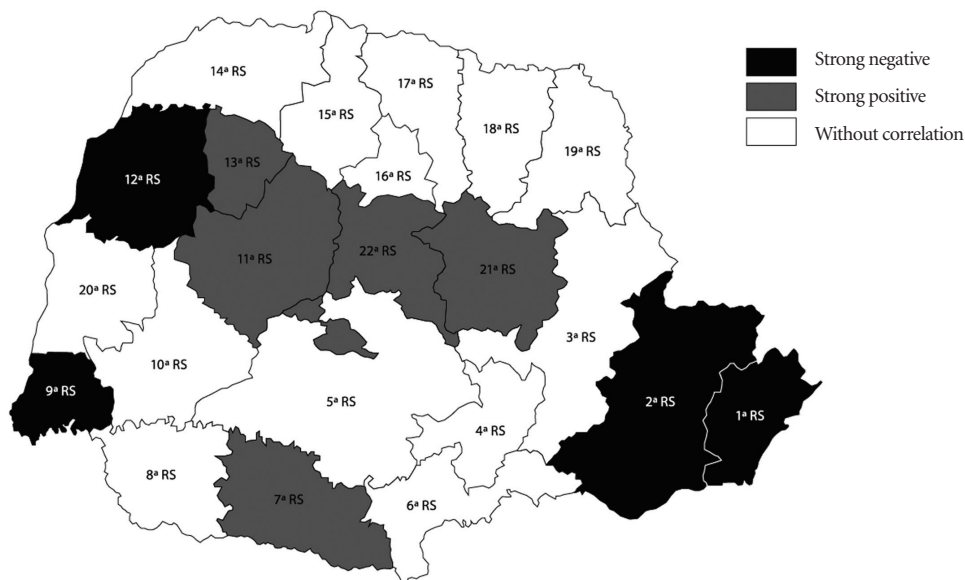 14ª RS
17ª RS
15ª RS
18ª RS
19ª RS
13ª RS
16ª RS
12ª RS
22ª RS
11ª RS
21ª RS
20ª RS
3ª RS
10ª RS
9ª RS
5ª RS
2ª RS
1ª RS
4ª RS
8ª RS
7ª RS
6ª RS
Strong negative
Strong positive
Without correlation